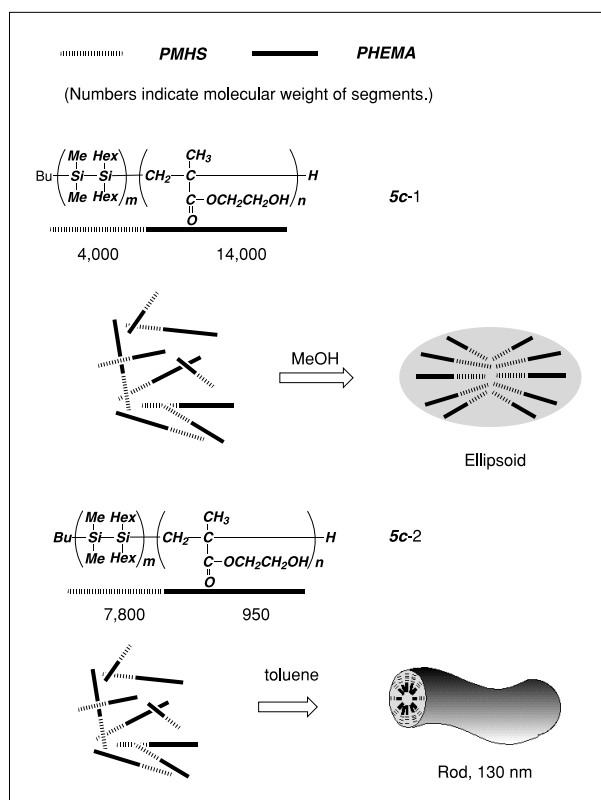 PMHS PHEMA
(Numbers indicate molecular weight of segments.)
Me Hex CH3
Bu Si Si m CH2 C n H
Me Hex C OCH2CH2OH
O
5c-1
4,000 14,000
MeOH
Ellipsoid
Me Hex CH3
Bu Si Si m CH2 C n H
Me Hex C OCH2CH2OH
O
5c-2
7,800 950
toluene
Rod, 130 nm